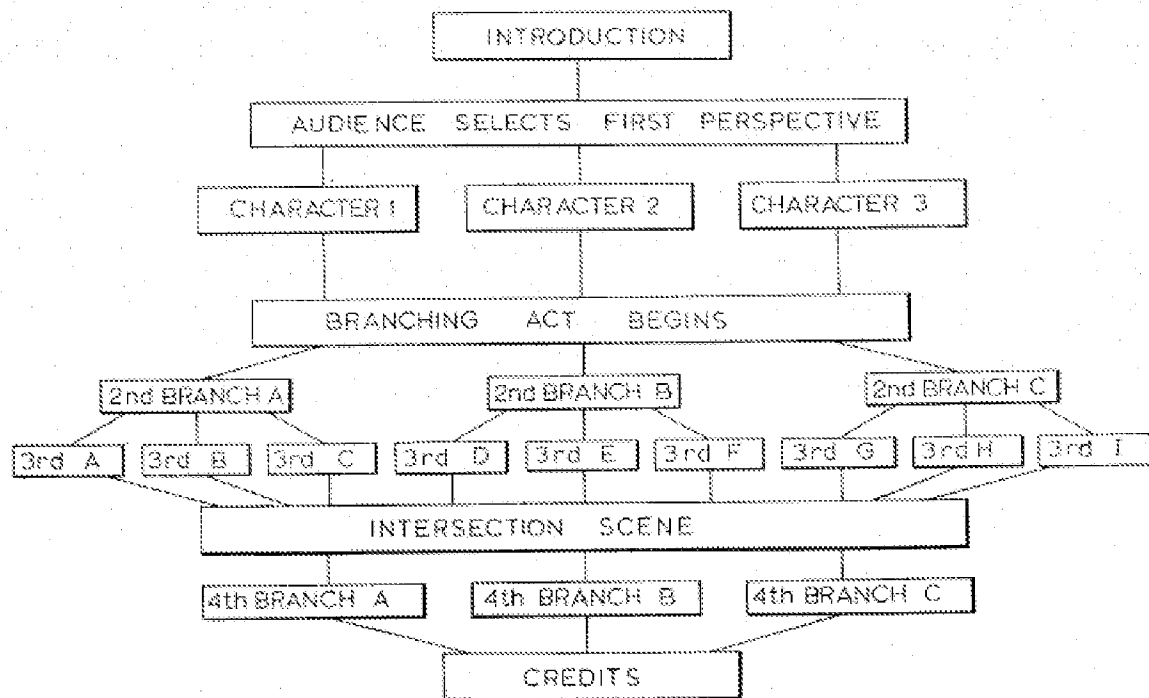 INTRODUCTION
AUDIENCE SELECTS FIRST PERSPECTIVE
CHARACTER 1
CHARACTER 2
CHARACTER 3
BRANCHING ACT BEGINS
2nd BRANCH A
2nd BRANCH B
2nd BRANCH C
3rd A
3rd B
3rd C
3rd D
3rd E
3rd F
3rd G
3rd H
3rd I
INTERSECTION SCENE
4th BRANCH A
4th BRANCH B
4th BRANCH C
CREDITS